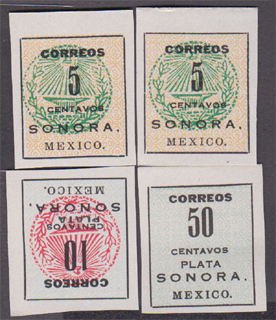 CORREOS
5
CENTAVOS
SONORA.
MEXICO.
CORREOS
5
CENTAVOS
SONORA.
MEXICO.
CORREOS
10
CENTAVOS
PLATA
SONORA.
MEXICO.
CORREOS
50
CENTAVOS
PLATA
SONORA.
MEXICO.